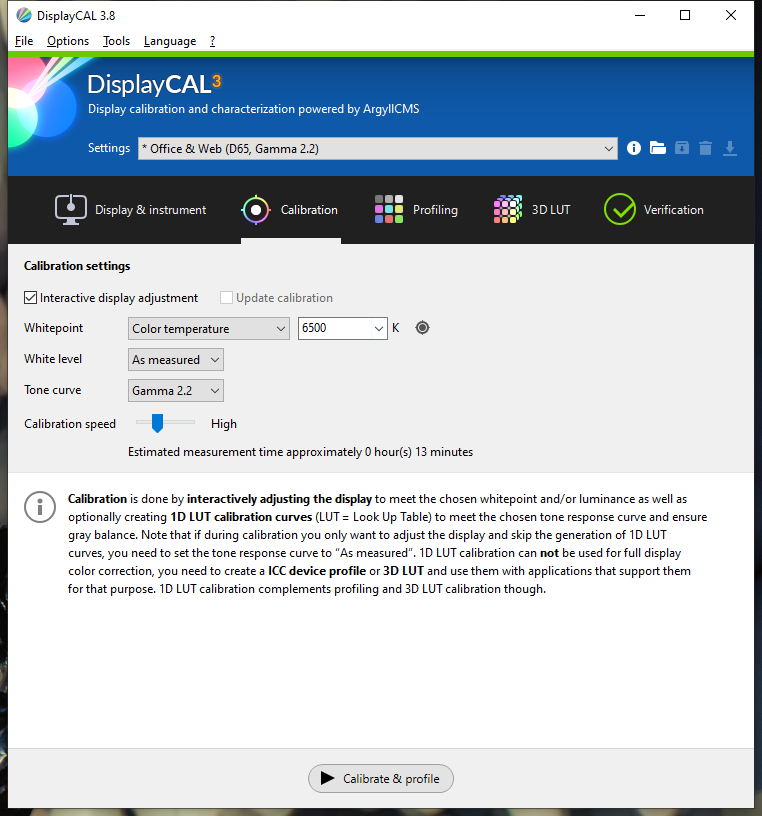 DisplayCAL 3.8
File Options Tools Language ?
DisplayCAL3
Display calibration and characterization powered by ArgyllCMS
Settings * Office & Web (D65, Gamma 2.2)
Display & instrument Calibration Profiling 3D LUT Verification
Calibration settings
Interactive display adjustment Update calibration
Whitepoint Color temperature 6500 K
White level As measured
Tone curve Gamma 2.2
Calibration speed High
Estimated measurement time approximately 0 hour(s) 13 minutes
Calibration is done by interactively adjusting the display to meet the chosen whitepoint and/or luminance as well as
optionally creating 1D LUT calibration curves (LUT = Look Up Table) to meet the chosen tone response curve and ensure
gray balance. Note that if during calibration you only want to adjust the display and skip the generation of 1D LUT
curves, you need to set the tone response curve to “As measured”. 1D LUT calibration can not be used for full display
color correction, you need to create a ICC device profile or 3D LUT and use them with applications that support them
for that purpose. 1D LUT calibration complements profiling and 3D LUT calibration though.
Calibrate & profile